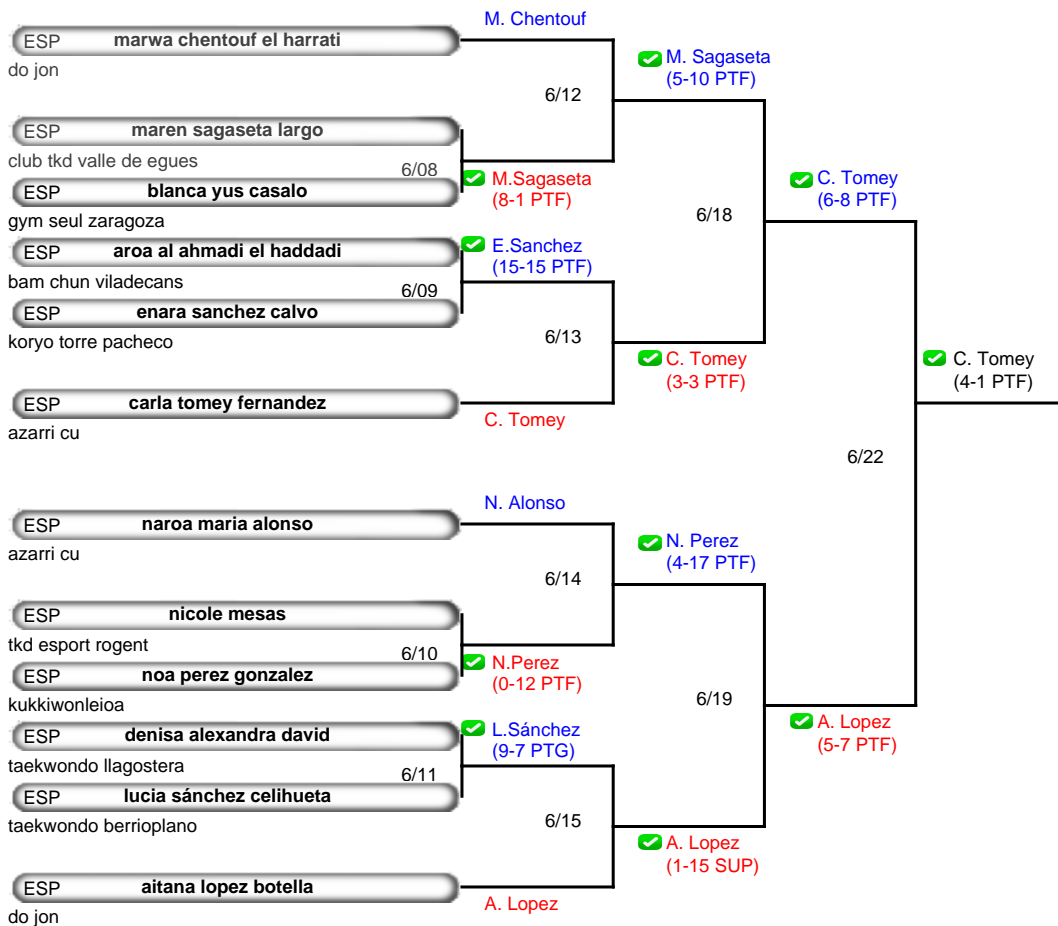 M. Chentouf
ESP marwa chentouf el harrati
do jon
M. Sagaseta
(5-10 PTF)
6/12
ESP maren sagaseta largo
club tkd valle de egues
6/08
M.Sagaseta
(8-1 PTF)
ESP blanca yus casalo
gym seul zaragoza
C. Tomey
(6-8 PTF)
6/18
ESP aroa al ahmadi el haddadi
bam chun viladecans
E.Sanchez
(15-15 PTF)
6/09
ESP enara sanchez calvo
koryo torre pacheco
6/13
C. Tomey
(3-3 PTF)
C. Tomey
(4-1 PTF)
ESP carla tomey fernandez
azarri cu
C. Tomey
6/22
N. Alonso
ESP naroa maria alonso
azarri cu
N. Perez
(4-17 PTF)
6/14
ESP nicole mesas
tkd esport rogent
6/10
N.Perez
(0-12 PTF)
ESP noa perez gonzalez
kukkiwonleioa
6/19
A. Lopez
(5-7 PTF)
ESP denisa alexandra david
taekwondo llagostera
L.Sánchez
(9-7 PTG)
6/11
ESP lucia sánchez celihueta
taekwondo berrioplano
6/15
A. Lopez
(1-15 SUP)
ESP aitana lopez botella
do jon
A. Lopez